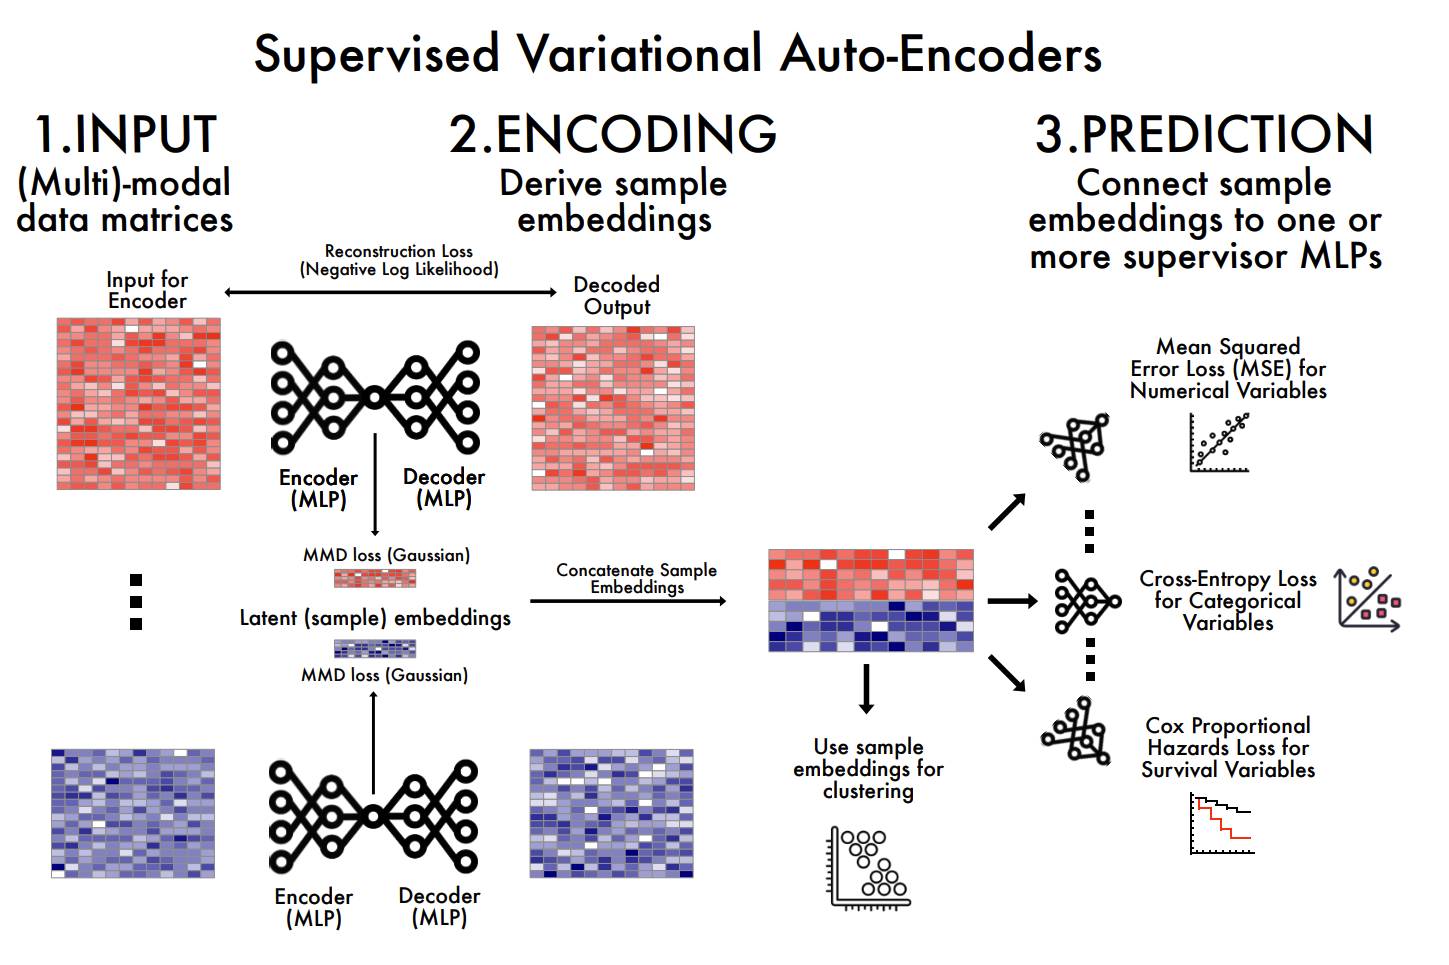 Supervised Variational Auto-Encoders
1.INPUT
(Multi)-modal
data matrices
2.ENCODING
Derive sample
embeddings
3.PREDICTION
Connect sample
embeddings to one or
more supervisor MLPs
Reconstruction Loss
(Negative Log Likelihood)
Input for
Encoder
Decoded
Output
Encoder
(MLP)
Decoder
(MLP)
MMD loss (Gaussian)
Latent (sample) embeddings
MMD loss (Gaussian)
Encoder
(MLP)
Decoder
(MLP)
Concatenate Sample
Embeddings
Use sample
embeddings for
clustering
Mean Squared
Error Loss (MSE) for
Numerical Variables
Cross-Entropy Loss
for Categorical
Variables
Cox Proportional
Hazards Loss for
Survival Variables